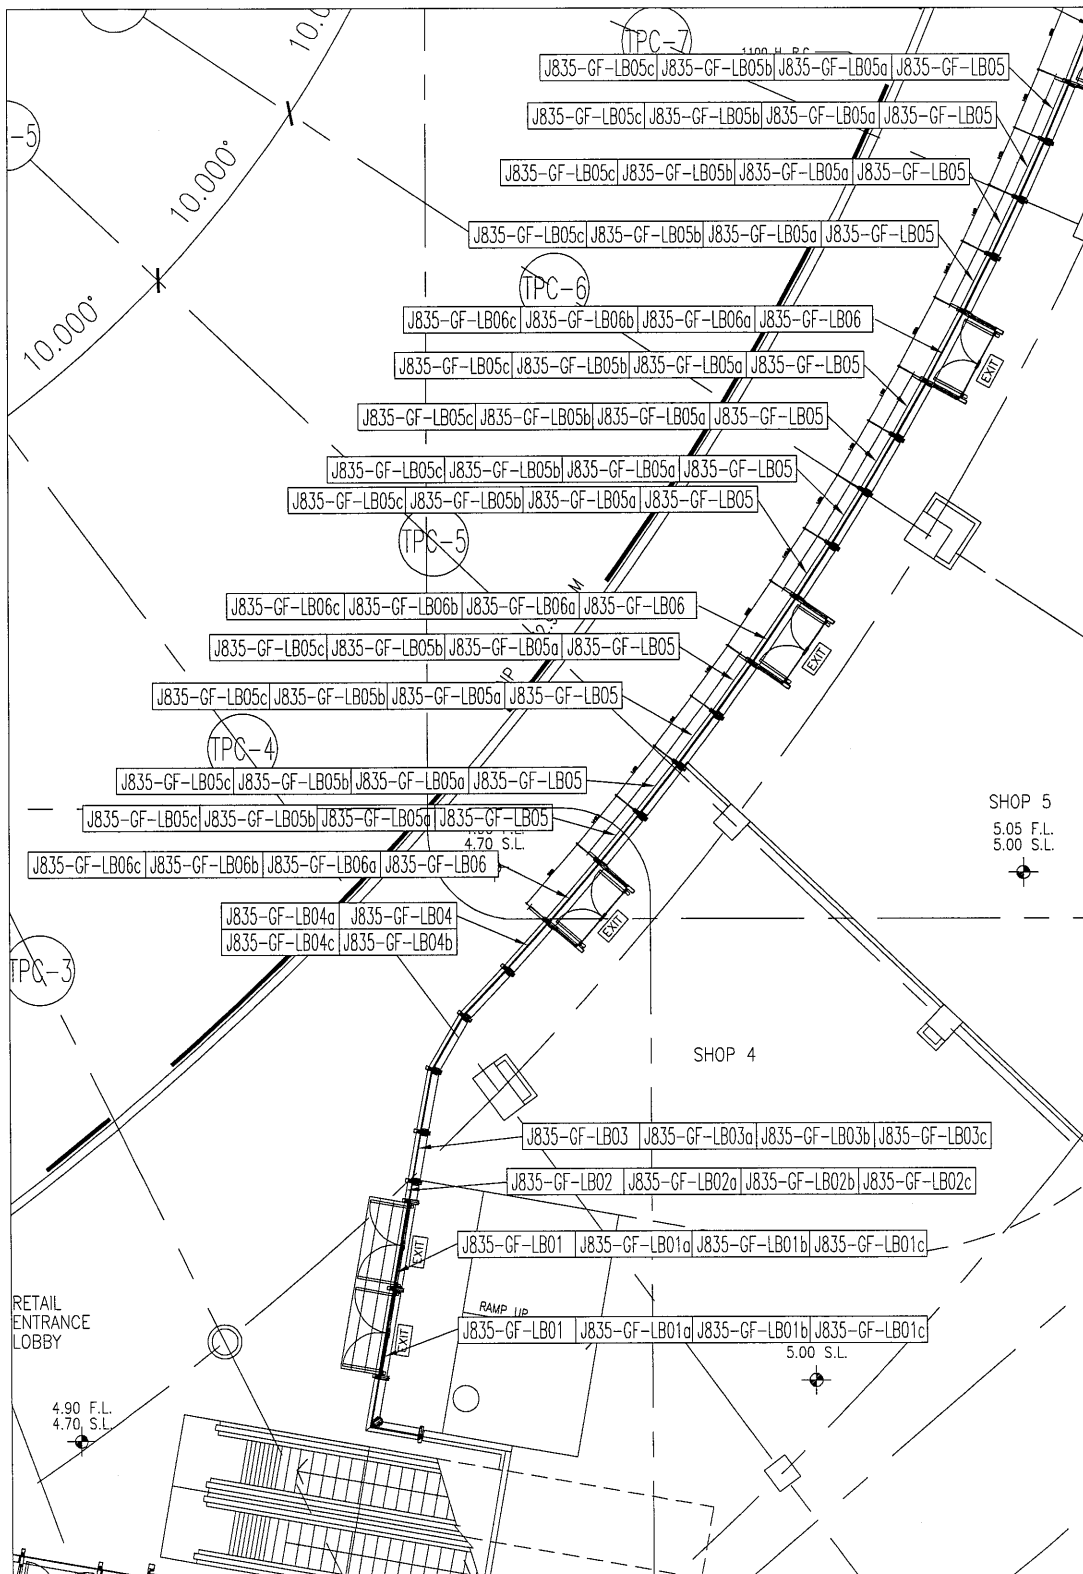 10.000°
TPC-7
1100 H. P.C.
J835-GF-LB05c J835-GF-LB05b J835-GF-LB05a J835-GF-LB05
J835-GF-LB05c J835-GF-LB05b J835-GF-LB05a J835-GF-LB05
-5
10.000°
J835-GF-LB05c J835-GF-LB05b J835-GF-LB05a J835-GF-LB05
J835-GF-LB05c J835-GF-LB05b J835-GF-LB05a J835-GF-LB05
TPC-6
10.000°
J835-GF-LB06c J835-GF-LB06b J835-GF-LB06a J835-GF-LB06
J835-GF-LB05c J835-GF-LB05b J835-GF-LB05a J835-GF-LB05
EXIT
J835-GF-LB05c J835-GF-LB05b J835-GF-LB05a J835-GF-LB05
J835-GF-LB05c J835-GF-LB05b J835-GF-LB05a J835-GF-LB05
J835-GF-LB05c J835-GF-LB05b J835-GF-LB05a J835-GF-LB05
TPC-5
J835-GF-LB06c J835-GF-LB06b J835-GF-LB06a J835-GF-LB06
J835-GF-LB05c J835-GF-LB05b J835-GF-LB05a J835-GF-LB05
EXIT
J835-GF-LB05c J835-GF-LB05b J835-GF-LB05a J835-GF-LB05
TPC-4
J835-GF-LB05c J835-GF-LB05b J835-GF-LB05a J835-GF-LB05
SHOP 5
J835-GF-LB05c J835-GF-LB05b J835-GF-LB05a J835-GF-LB05
5.05 F.L.
5.00 S.L.
4.70 S.L.
J835-GF-LB06c J835-GF-LB06b J835-GF-LB06a J835-GF-LB06
J835-GF-LB04a J835-GF-LB04
EXIT
J835-GF-LB04c J835-GF-LB04b
TPC-3
SHOP 4
J835-GF-LB03 J835-GF-LB03a J835-GF-LB03b J835-GF-LB03c
J835-GF-LB02 J835-GF-LB02a J835-GF-LB02b J835-GF-LB02c
EXIT
J835-GF-LB01 J835-GF-LB01a J835-GF-LB01b J835-GF-LB01c
RETAIL
ENTRANCE
LOBBY
RAMP UP
EXIT
J835-GF-LB01 J835-GF-LB01a J835-GF-LB01b J835-GF-LB01c
5.00 S.L.
4.90 F.L.
4.70 S.L.